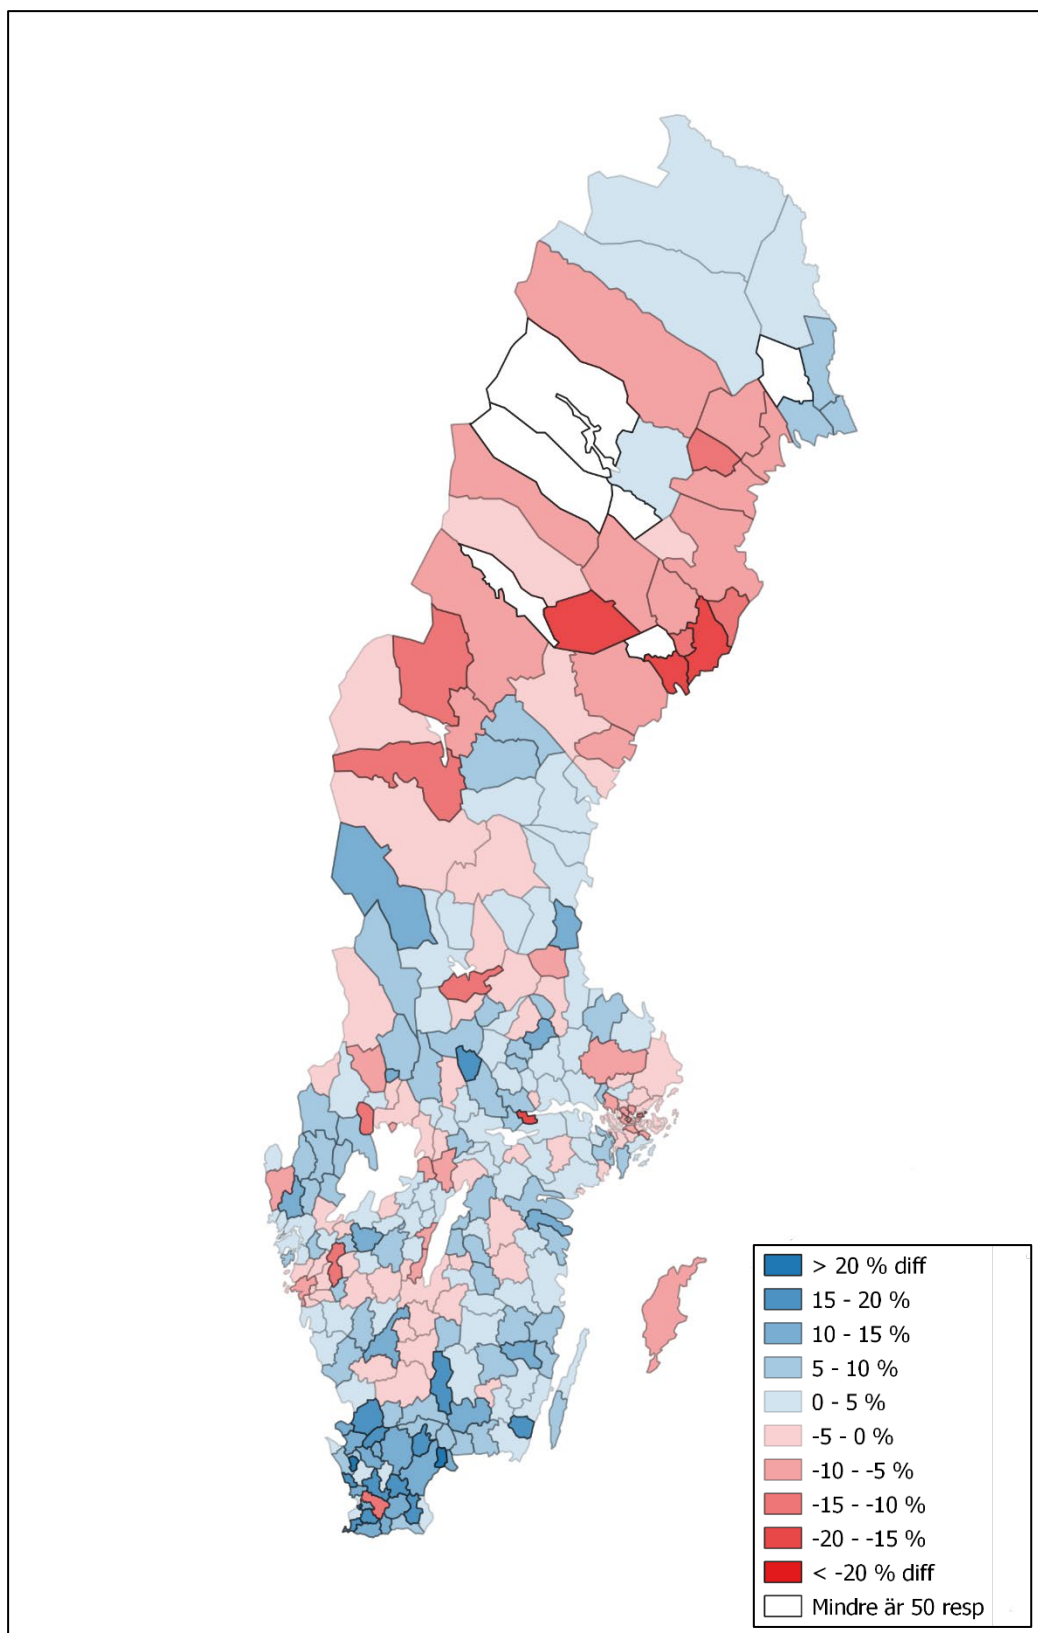 > 20 % diff
15 - 20 %
10 - 15 %
5 - 10 %
0 - 5 %
-5 - 0 %
-10 - -5 %
-15 - -10 %
-20 - -15 %
< -20 % diff
Mindre är 50 resp